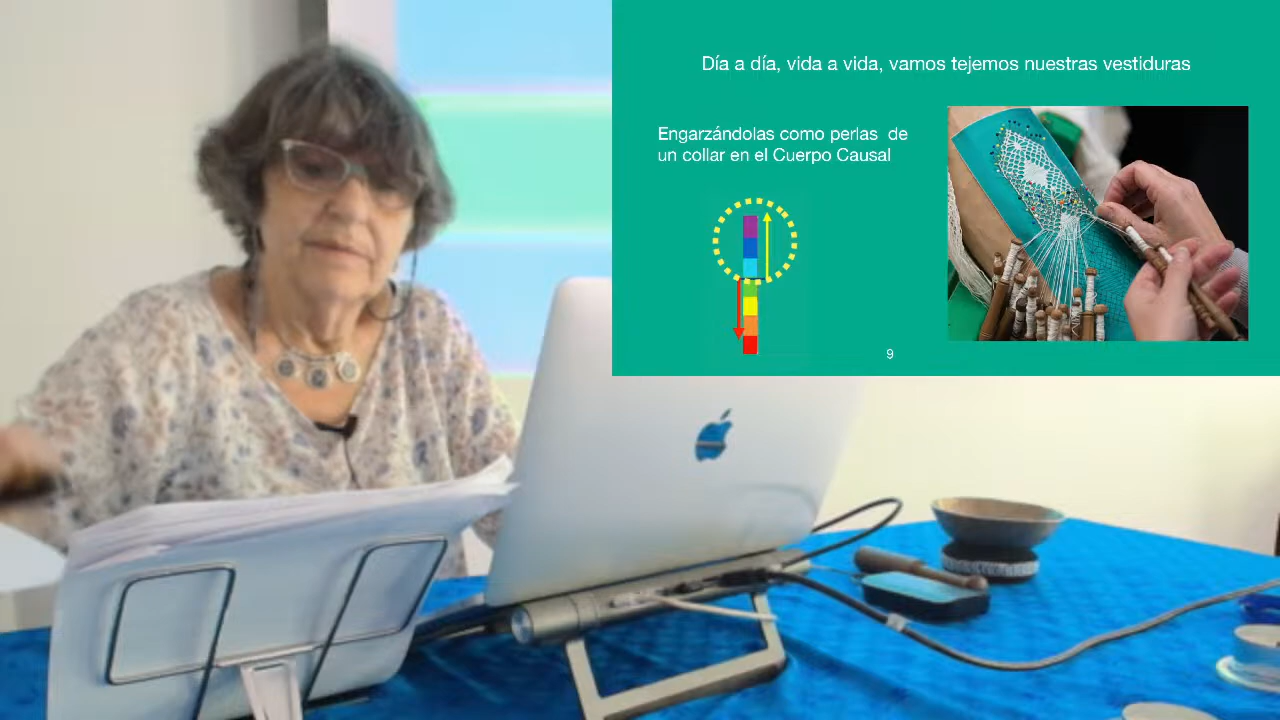 Día a día, vida a vida, vamos tejemos nuestras vestiduras
Engarzándolas como perlas de
un collar en el Cuerpo Causal
9